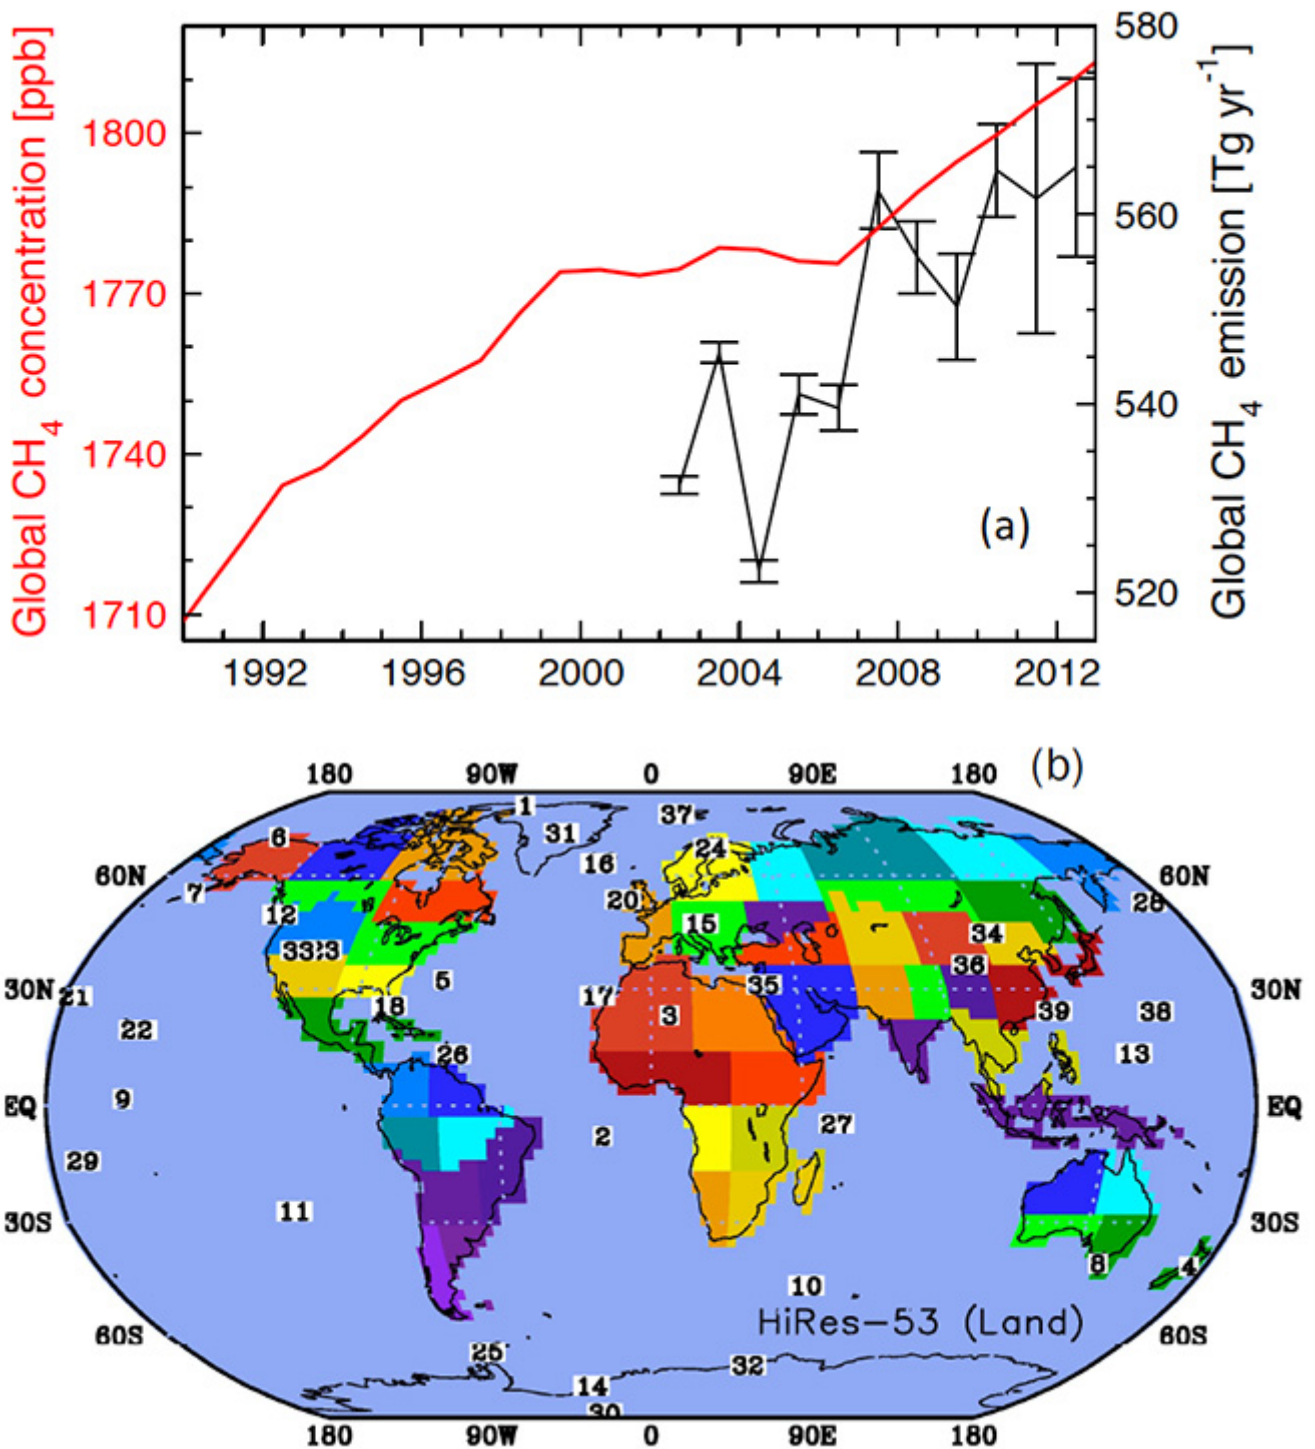 Global CH4 concentration [ppb]
1800
1770
1740
1710
580
560
540
520
Global CH4 emission [Tg yr-1]
(a)
1992 1996 2000 2004 2008 2012
(b)
180 90W 0 90E 180
1 37
6 31 24
16
60N 60N
7 20 28
12 15
33 34
36
5 35
30N 21 17 30N
18 3 39 38
22
26 13
9
EQ EQ
2 27
29
11
30S 30S
8 4
10
HiRes-53 (Land)
60S 60S
25 32
14
30
180 90W 0 90E 180